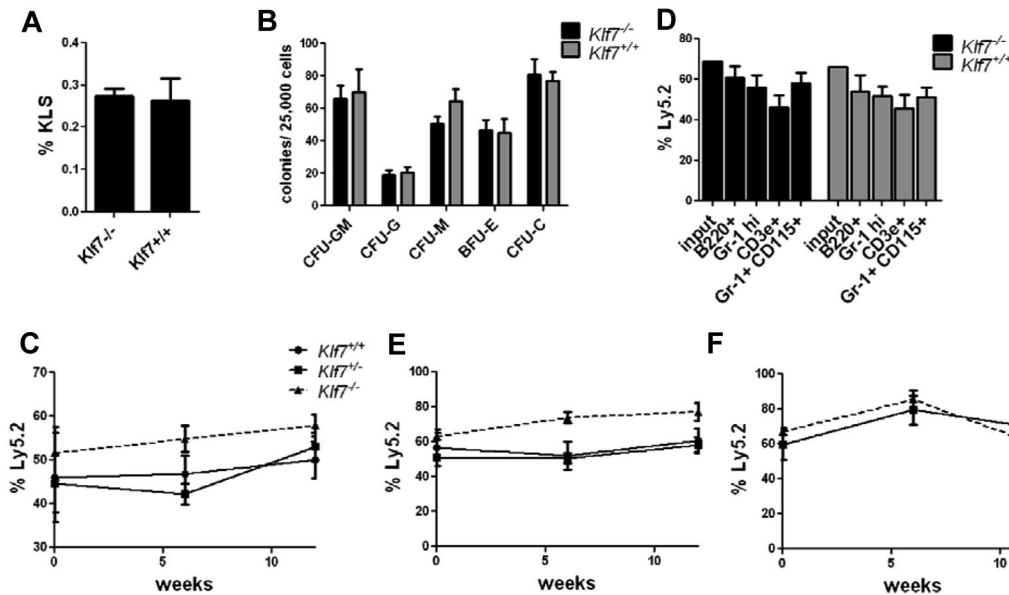 A
% KLS
0.4
0.3
0.2
0.1
0.0
Klf7-/-
Klf7+/+
B
Klf7-/-
Klf7+/+
colonies/ 25,000 cells
100
80
60
40
20
0
CFU-GM
CFU-G
CFU-M
BFU-E
CFU-C
D
Klf7-/-
Klf7+/+
% Ly5.2
80
60
40
20
0
input
B220+
Gr-1 hi
CD3e+
Gr-1+ CD115+
input
B220+
Gr-1 hi
CD3e+
Gr-1+ CD115+
C
Klf7+/+
Klf7+/-
Klf7-/-
% Ly5.2
70
60
50
40
30
0
5
10
weeks
E
% Ly5.2
100
80
60
40
20
0
0
5
10
weeks
F
% Ly5.2
100
80
60
40
20
0
0
5
10
weeks